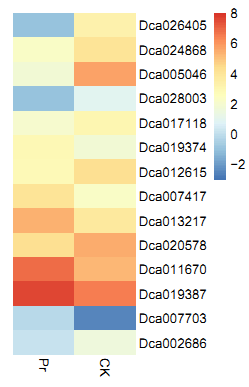 Dca026405
Dca024868
Dca005046
Dca028003
Dca017118
Dca019374
Dca012615
Dca007417
Dca013217
Dca020578
Dca011670
Dca019387
Dca007703
Dca002686
8
6
4
2
0
−2
Pr
CK